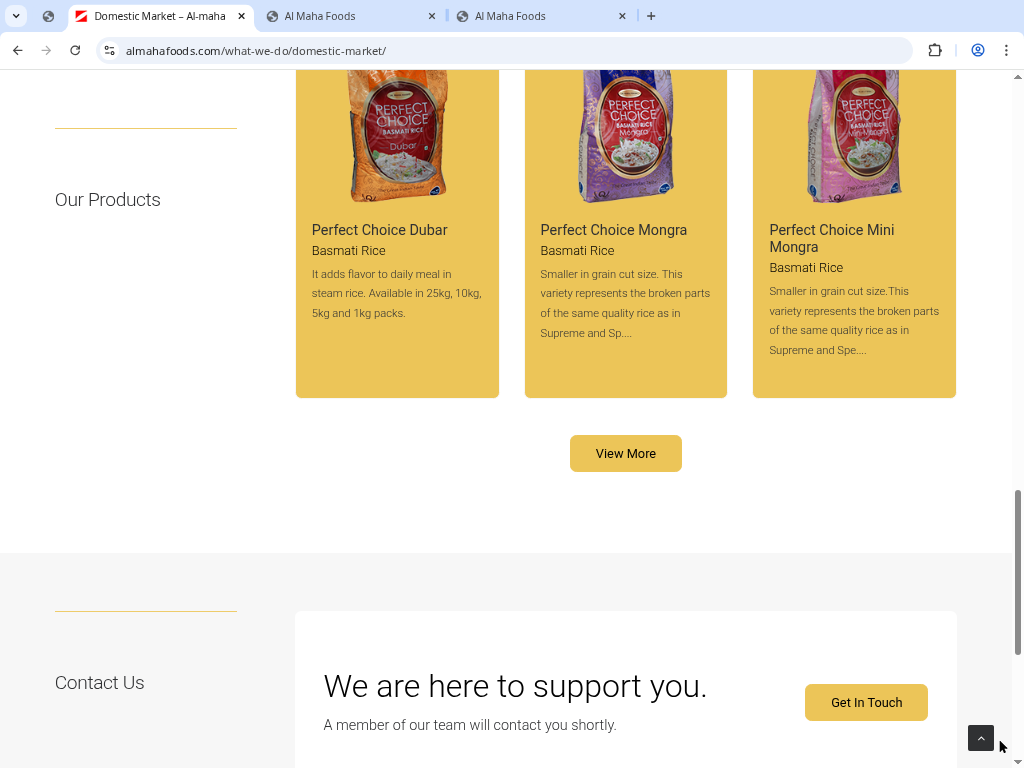 Domestic Market – Al-maha
Al Maha Foods
Al Maha Foods
almahafoods.com/what-we-do/domestic-market/
Our Products
PERFECT
CHOICE
BASMATI RICE
Dubar
PERFECT
CHOICE
BASMATI RICE
Mongra
PERFECT
CHOICE
BASMATI RICE
Mini Mongra
Perfect Choice Dubar
Basmati Rice
It adds flavor to daily meal in
steam rice. Available in 25kg, 10kg,
5kg and 1kg packs.
Perfect Choice Mongra
Basmati Rice
Smaller in grain cut size. This
variety represents the broken parts
of the same quality rice as in
Supreme and Sp....
Perfect Choice Mini
Mongra
Basmati Rice
Smaller in grain cut size.This
variety represents the broken parts
of the same quality rice as in
Supreme and Spe....
View More
Contact Us
We are here to support you.
A member of our team will contact you shortly.
Get In Touch